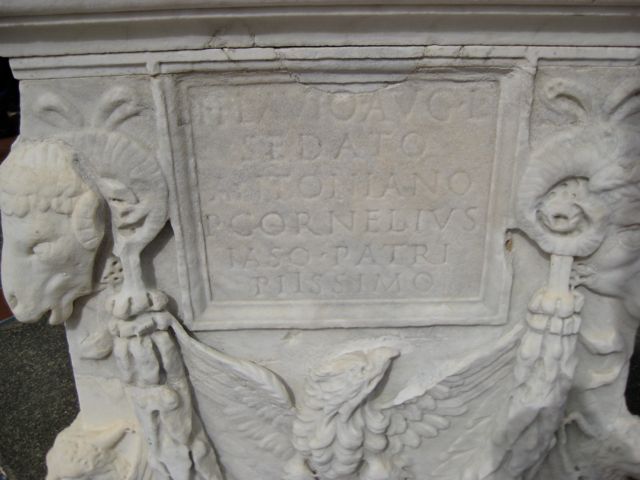 T·FLAVIO·AVG·L
SEDATO
ANTONIANO
P·CORNELIVS
IASO·PATRI
PIISSIMO